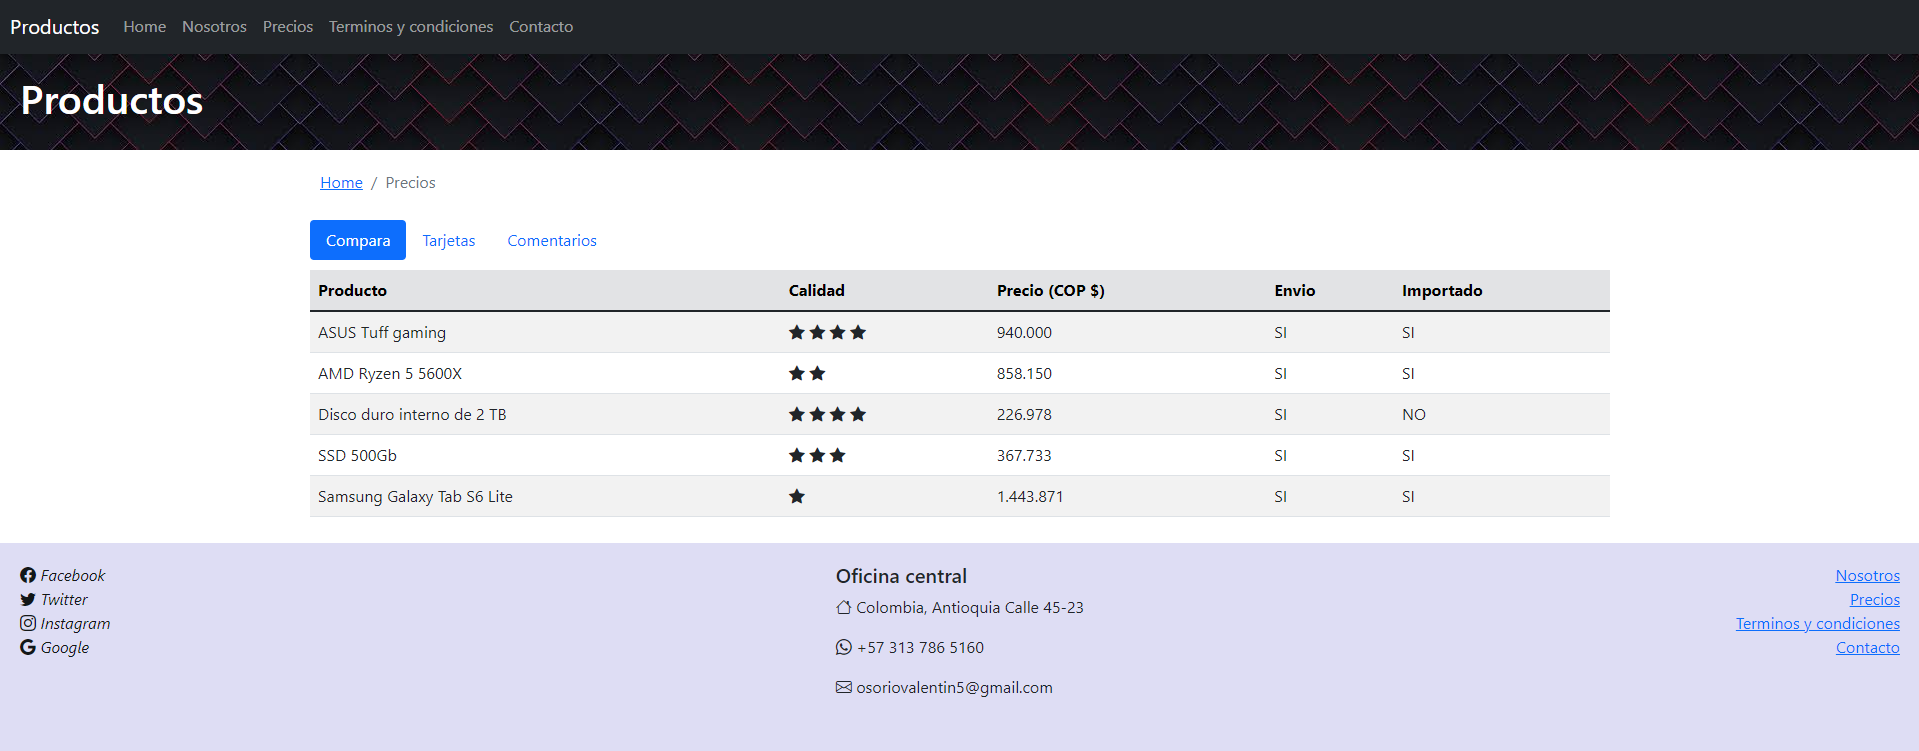 Productos Home Nosotros Precios Terminos y condiciones Contacto
Productos
Home / Precios
Compara Tarjetas Comentarios
Producto Calidad Precio (COP $) Envio Importado
ASUS Tuff gaming 940.000 SI SI
AMD Ryzen 5 5600X 858.150 SI SI
Disco duro interno de 2 TB 226.978 SI NO
SSD 500Gb 367.733 SI SI
Samsung Galaxy Tab S6 Lite 1.443.871 SI SI
Facebook
Twitter
Instagram
Google
Oficina central
Colombia, Antioquia Calle 45-23
+57 313 786 5160
osoriovalentin5@gmail.com
Nosotros
Precios
Terminos y condiciones
Contacto